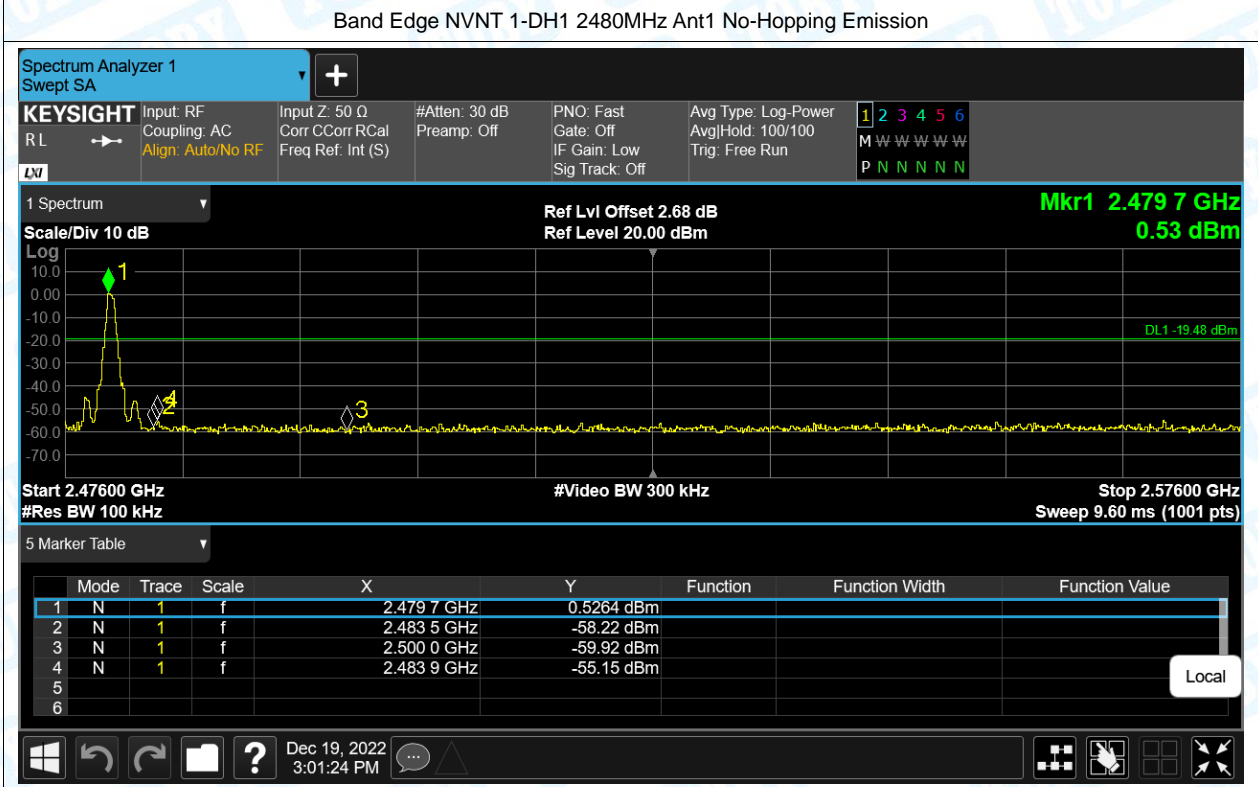 Band Edge NVNT 1-DH1 2480MHz Ant1 No-Hopping Emission
Spectrum Analyzer 1
Swept SA
KEYSIGHT
R L
LXI
Input: RF
Coupling: AC
Align: Auto/No RF
Input Z: 50 Ω
Corr CCorr RCal
Freq Ref: Int (S)
#Atten: 30 dB
Preamp: Off
PNO: Fast
Gate: Off
IF Gain: Low
Sig Track: Off
Avg Type: Log-Power
Avg|Hold: 100/100
Trig: Free Run
1 2 3 4 5 6
M W W W W W
P N N N N N
1 Spectrum
Scale/Div 10 dB
Ref Lvl Offset 2.68 dB
Ref Level 20.00 dBm
Mkr1 2.479 7 GHz
0.53 dBm
Log
10.0
0.00
-10.0
-20.0
-30.0
-40.0
-50.0
-60.0
-70.0
1
DL1 -19.48 dBm
4
2
3
Start 2.47600 GHz
#Video BW 300 kHz
Stop 2.57600 GHz
#Res BW 100 kHz
Sweep 9.60 ms (1001 pts)
5 Marker Table
Mode Trace Scale X Y Function Function Width Function Value
1 N 1 f 2.479 7 GHz 0.5264 dBm
2 N 1 f 2.483 5 GHz -58.22 dBm
3 N 1 f 2.500 0 GHz -59.92 dBm
4 N 1 f 2.483 9 GHz -55.15 dBm
5
6
Local
?
Dec 19, 2022
3:01:24 PM